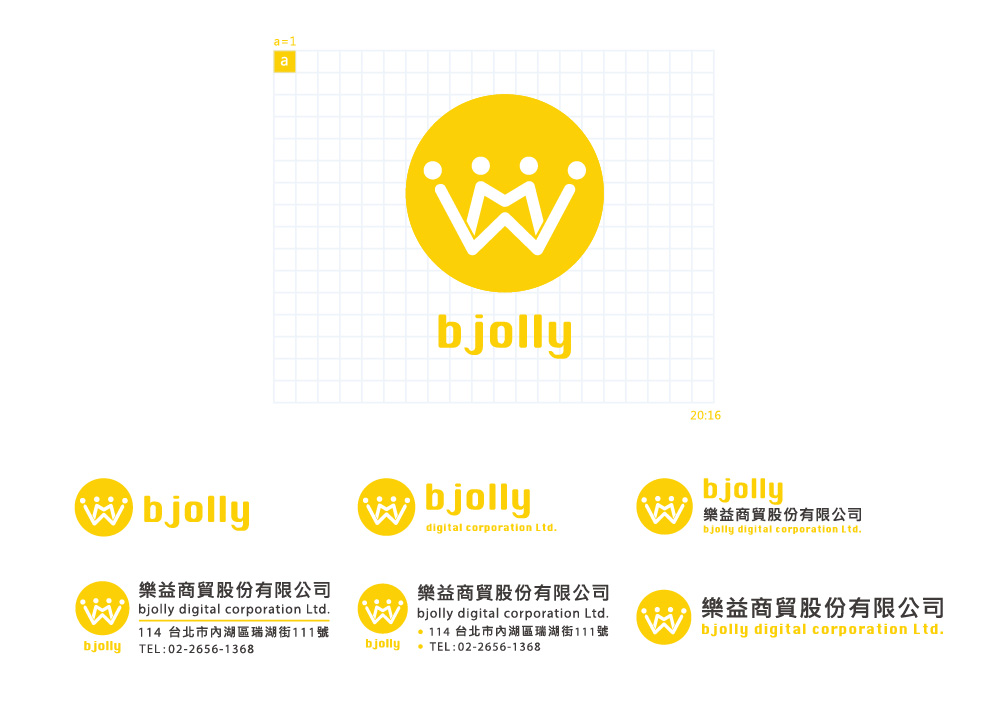 a=1
a
bjolly
20:16
bjolly
bjolly
digital corporation Ltd.
bjolly
樂益商貿股份有限公司
bjolly digital corporation Ltd.
樂益商貿股份有限公司
bjolly digital corporation Ltd.
114 台北市內湖區瑞湖街111號
TEL:02-2656-1368
bjolly
樂益商貿股份有限公司
bjolly digital corporation Ltd.
• 114 台北市內湖區瑞湖街111號
• TEL:02-2656-1368
bjolly
樂益商貿股份有限公司
bjolly digital corporation Ltd.